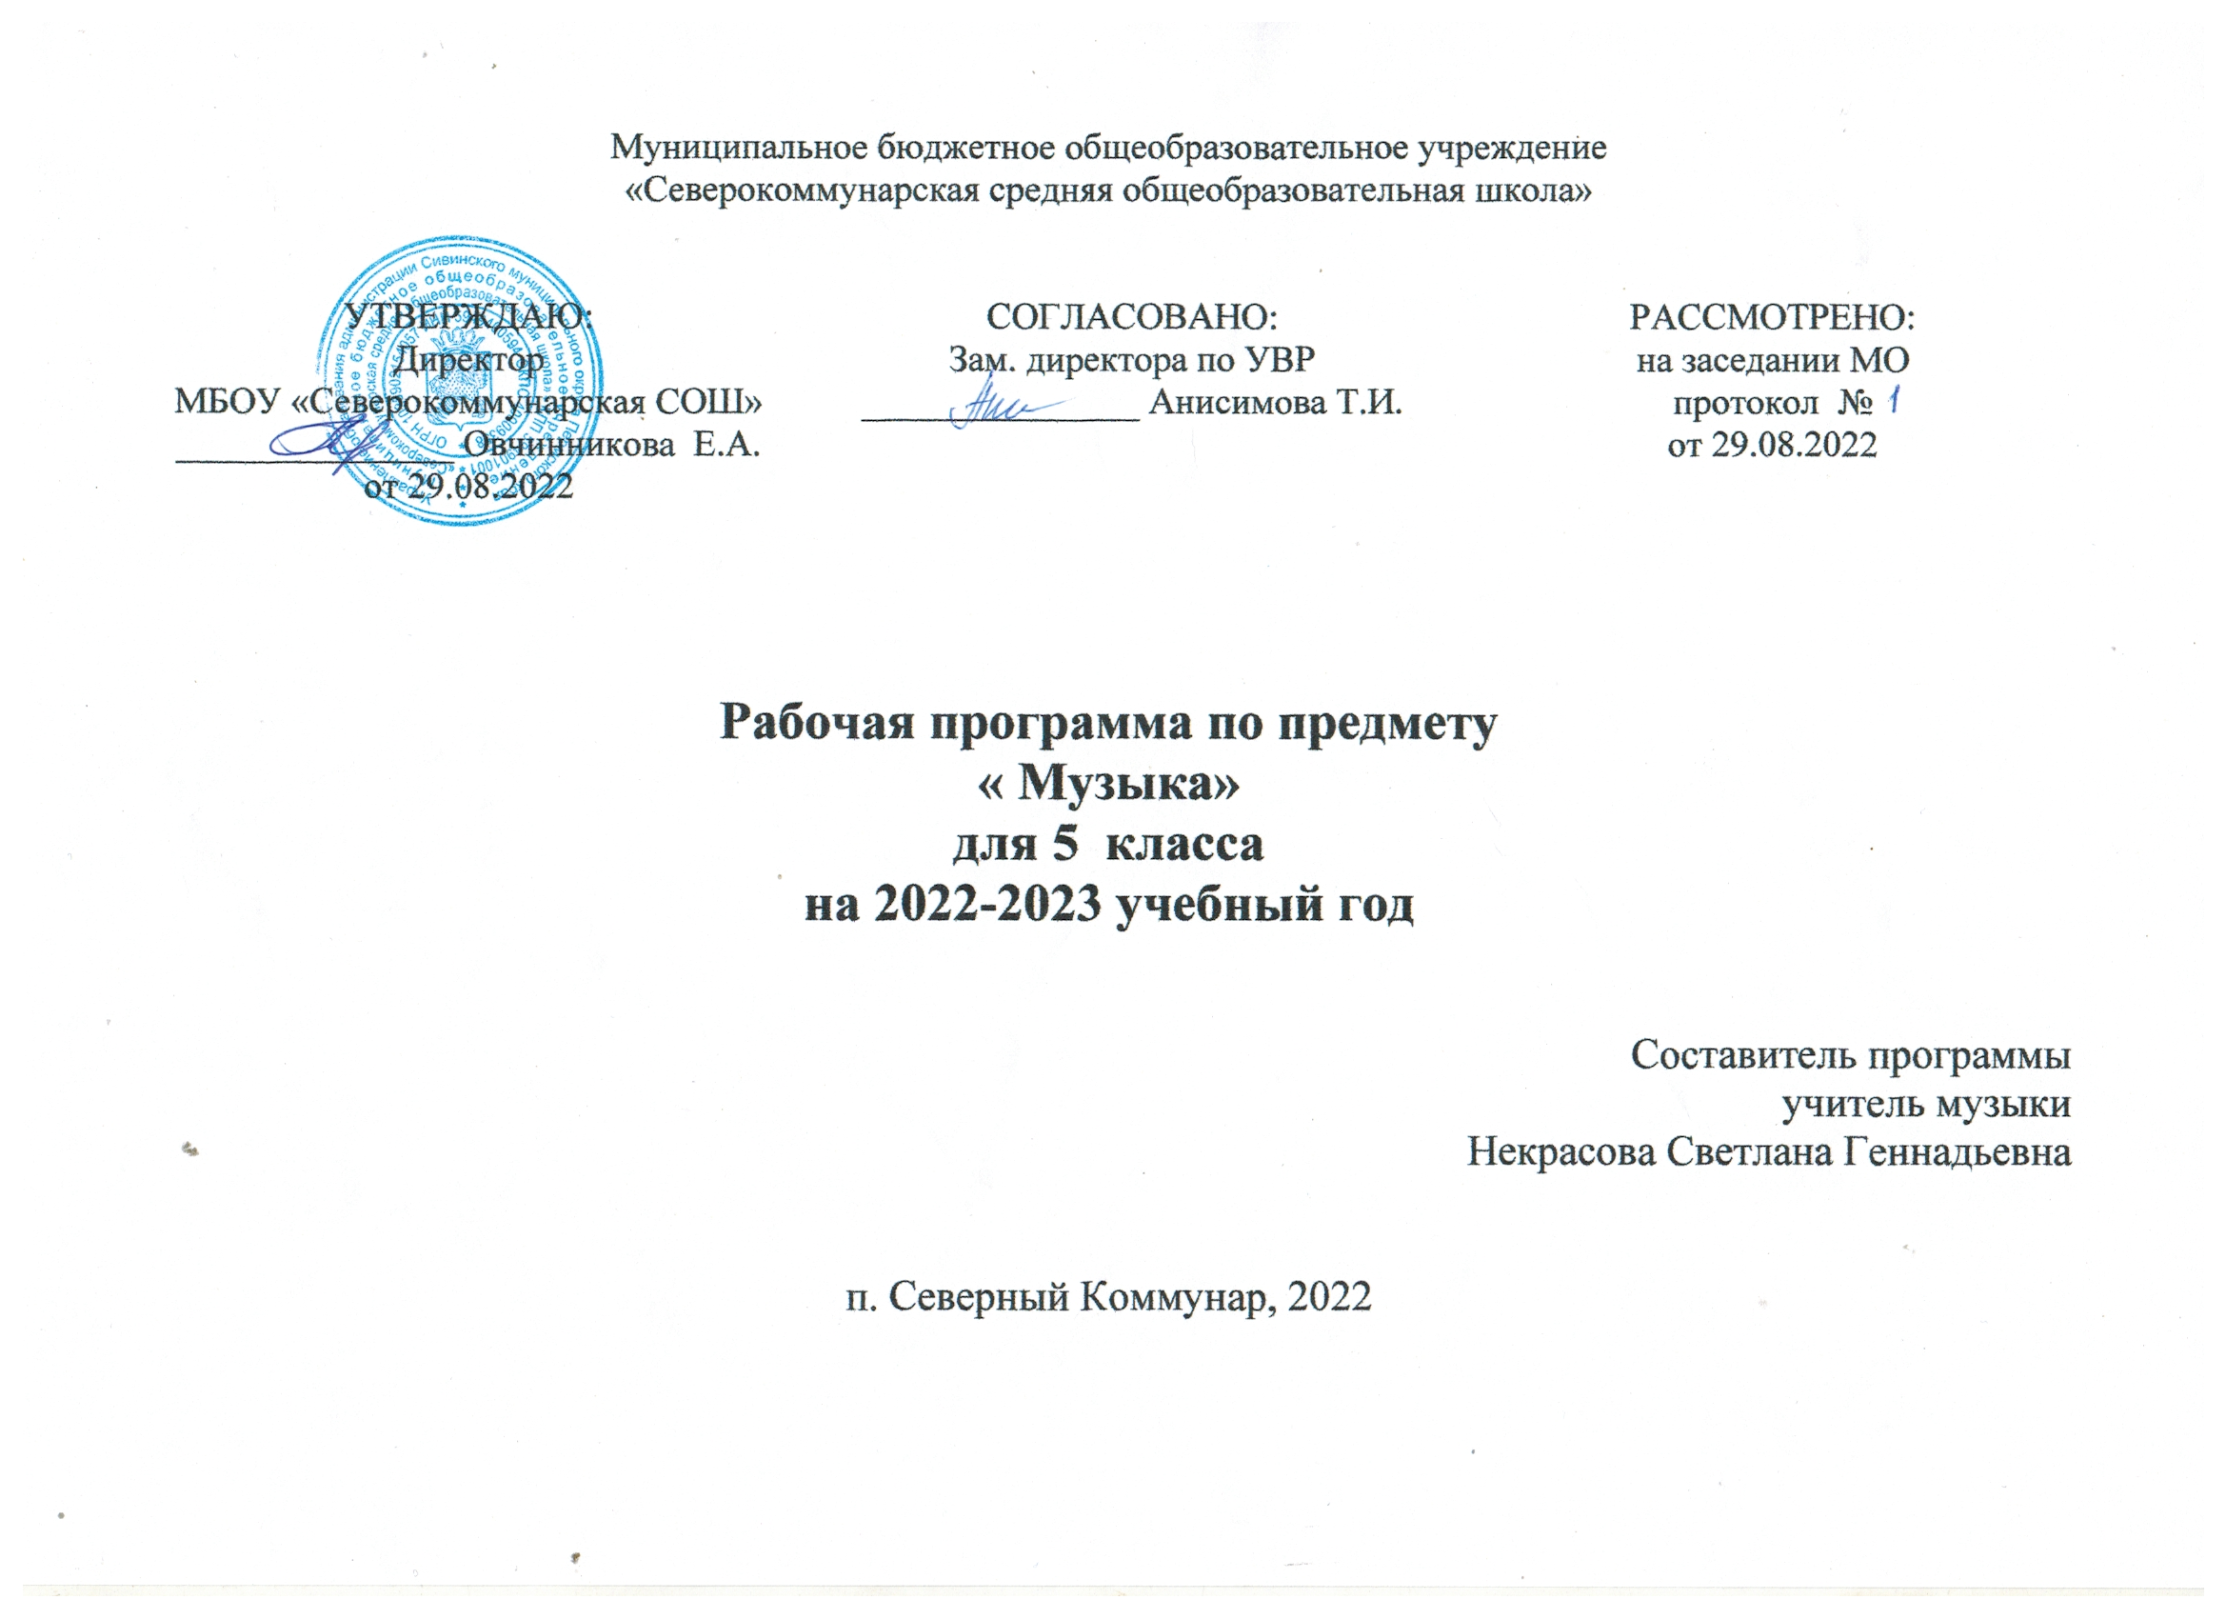 Муниципальное бюджетное общеобразовательное учреждение
«Северокоммунарская средняя общеобразовательная школа»
УТВЕРЖДАЮ:
Директор
МБОУ «Северокоммунарская СОШ»
_______________ Овчинникова Е.А.
от 29.08.2022
СОГЛАСОВАНО:
Зам. директора по УВР
_______________ Анисимова Т.И.
РАССМОТРЕНО:
на заседании МО
протокол № 1
от 29.08.2022
Рабочая программа по предмету
« Музыка»
для 5 класса
на 2022-2023 учебный год
Составитель программы
учитель музыки
Некрасова Светлана Геннадьевна
п. Северный Коммунар, 2022